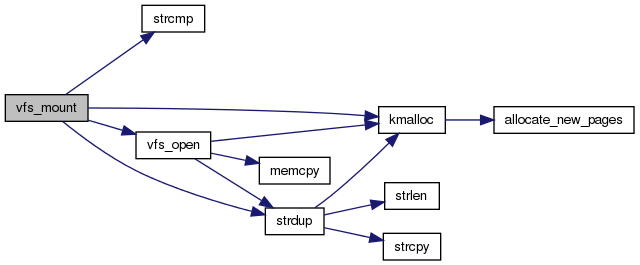 strcmp
vfs_mount
kmalloc
allocate_new_pages
vfs_open
memcpy
strlen
strdup
strcpy